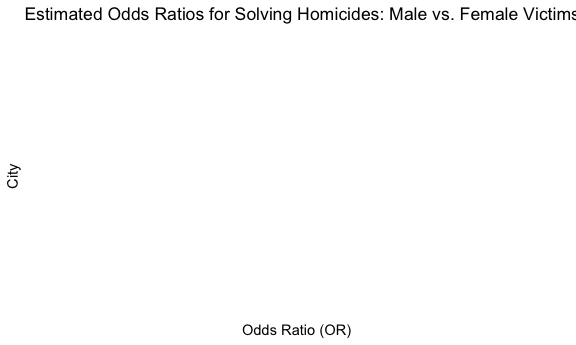 Estimated Odds Ratios for Solving Homicides: Male vs. Female Victims
City
Odds Ratio (OR)